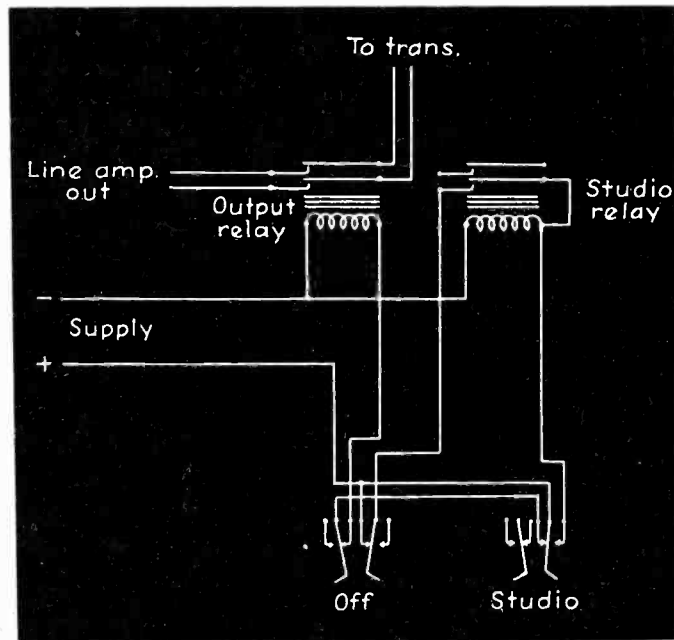 To trans.
Line amp.
out
Output
relay
Studio
relay
−
Supply
+
Off
Studio